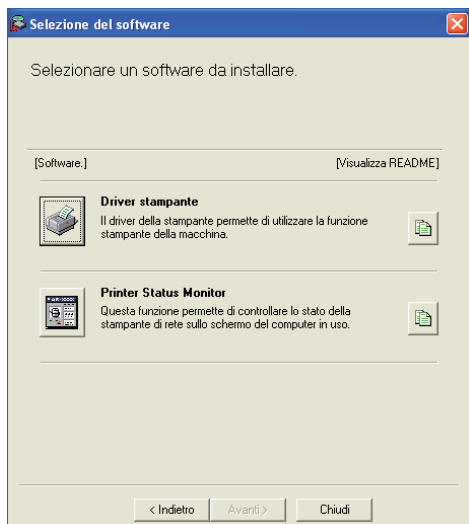 Selezione del software
Selezionare un software da installare.
[Software.] [Visualizza README]
Driver stampante
Il driver della stampante permette di utilizzare la funzione
stampante della macchina.
Printer Status Monitor
Questa funzione permette di controllare lo stato della
stampante di rete sullo schermo del computer in uso.
< Indietro Avanti > Chiudi